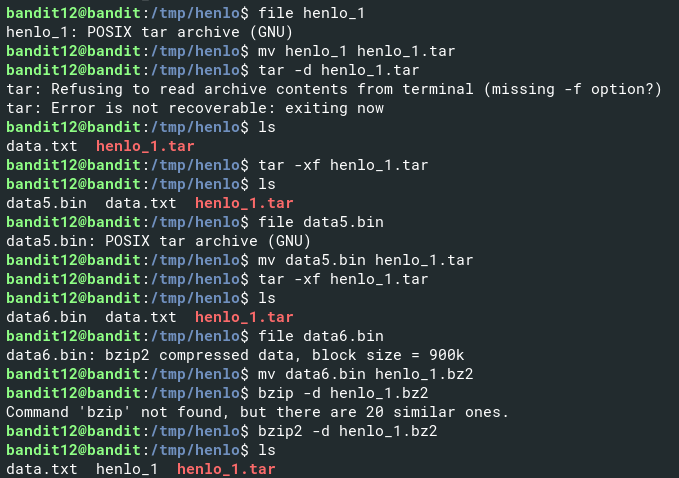 bandit12@bandit:/tmp/henlo$ file henlo_1
henlo_1: POSIX tar archive (GNU)
bandit12@bandit:/tmp/henlo$ mv henlo_1 henlo_1.tar
bandit12@bandit:/tmp/henlo$ tar -d henlo_1.tar
tar: Refusing to read archive contents from terminal (missing -f option?)
tar: Error is not recoverable: exiting now
bandit12@bandit:/tmp/henlo$ ls
data.txt  henlo_1.tar
bandit12@bandit:/tmp/henlo$ tar -xf henlo_1.tar
bandit12@bandit:/tmp/henlo$ ls
data5.bin  data.txt  henlo_1.tar
bandit12@bandit:/tmp/henlo$ file data5.bin
data5.bin: POSIX tar archive (GNU)
bandit12@bandit:/tmp/henlo$ mv data5.bin henlo_1.tar
bandit12@bandit:/tmp/henlo$ tar -xf henlo_1.tar
bandit12@bandit:/tmp/henlo$ ls
data6.bin  data.txt  henlo_1.tar
bandit12@bandit:/tmp/henlo$ file data6.bin
data6.bin: bzip2 compressed data, block size = 900k
bandit12@bandit:/tmp/henlo$ mv data6.bin henlo_1.bz2
bandit12@bandit:/tmp/henlo$ bzip -d henlo_1.bz2
Command 'bzip' not found, but there are 20 similar ones.
bandit12@bandit:/tmp/henlo$ bzip2 -d henlo_1.bz2
bandit12@bandit:/tmp/henlo$ ls
data.txt  henlo_1  henlo_1.tar